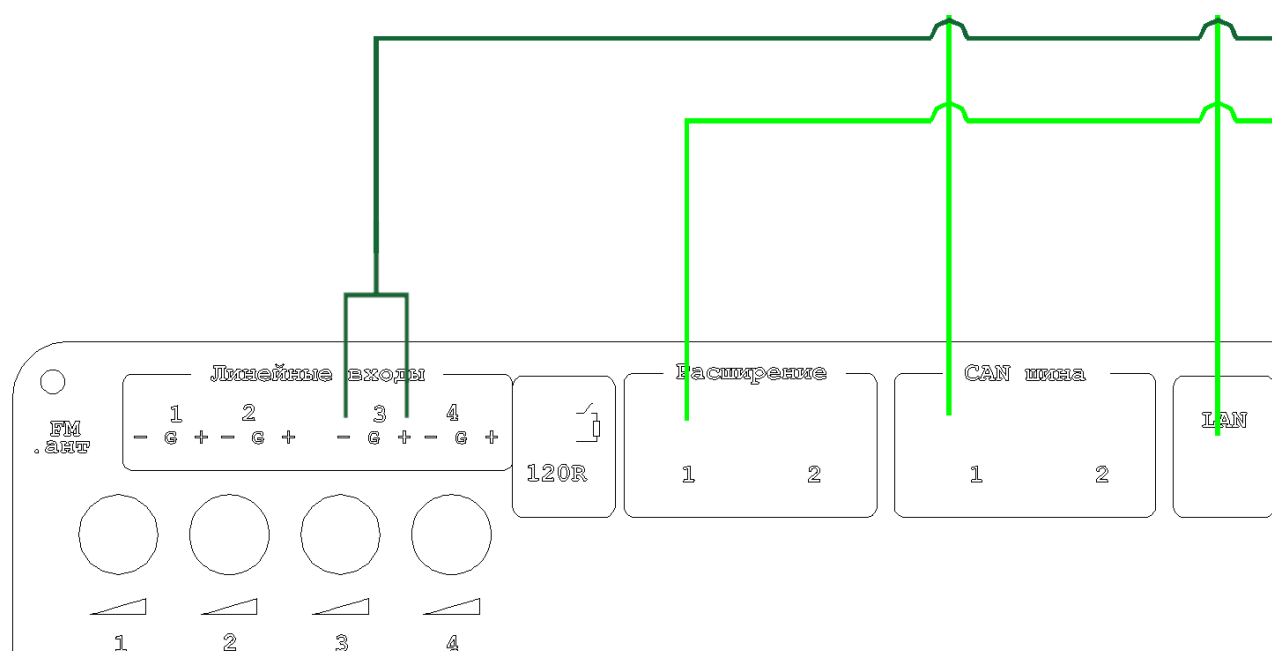 Линейные входы
Расширение
CAN шина
1 2 3 4
FM
.ант
- G + - G + - G + - G +
LAN
120R
1 2
1 2
1 2 3 4